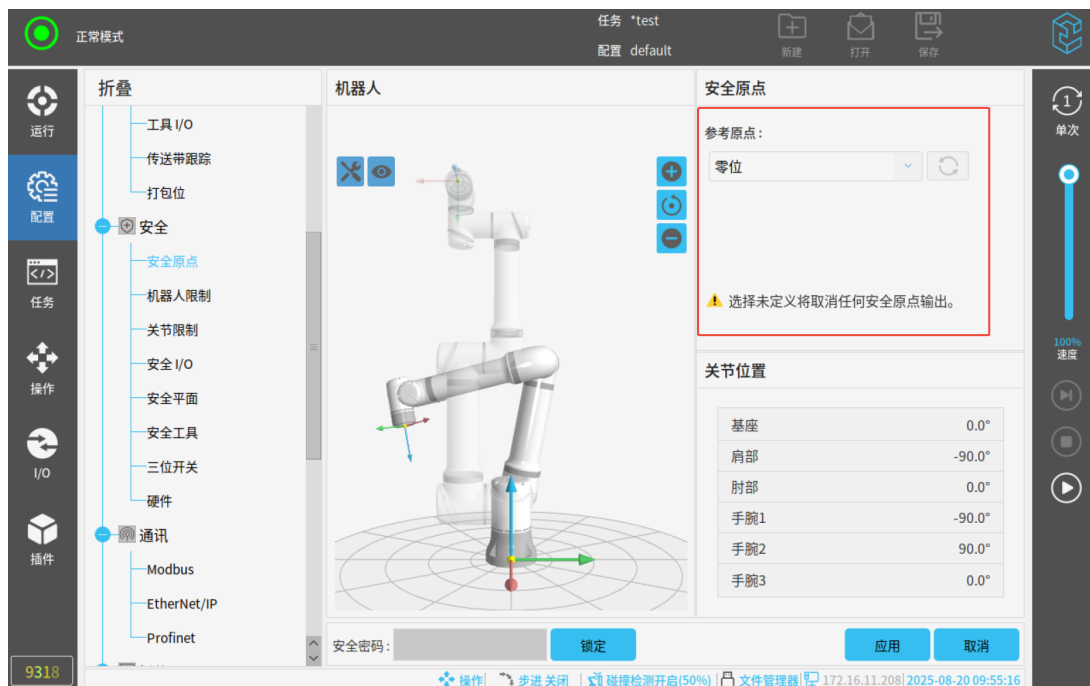 正常模式
任务 *test
配置 default
新建
打开
保存
运行
配置
任务
操作
I/O
插件
9318
折叠
工具 I/O
传送带跟踪
打包位
安全
安全原点
机器人限制
关节限制
安全 I/O
安全平面
安全工具
三位开关
硬件
通讯
Modbus
EtherNet/IP
Profinet
机器人
安全原点
参考原点：
零位
选择未定义将取消任何安全原点输出。
关节位置
基座 0.0°
肩部 -90.0°
肘部 0.0°
手腕1 -90.0°
手腕2 90.0°
手腕3 0.0°
安全密码：
锁定
应用
取消
1
单次
100%
速度
操作 步进 关闭 碰撞检测开启(50%) 文件管理器 172.16.11.208 2025-08-20 09:55:16